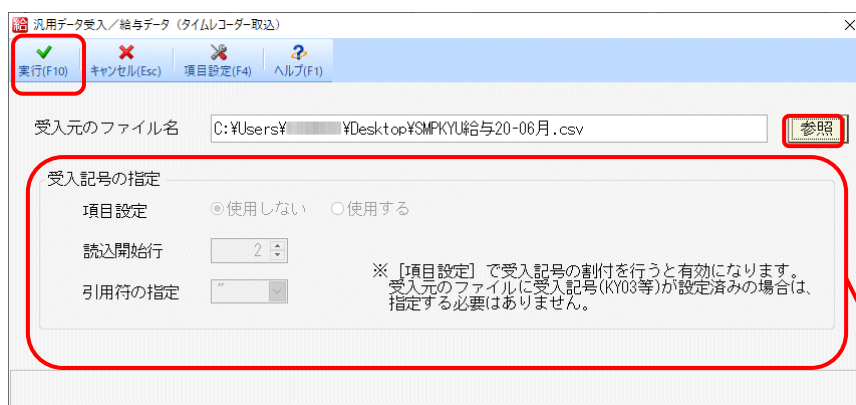 給 汎用データ受入／給与データ（タイムレコーダー取込）
実行(F10) キャンセル(Esc) 項目設定(F4) ヘルプ(F1)
受入元のファイル名 C:¥Users¥ ¥Desktop¥SMPKYU給与20-06月.csv 参照
受入記号の指定
項目設定 使用しない 使用する
読込開始行 2
引用符の指定 ”
※［項目設定］で受入記号の割付を行うと有効になります。
受入元のファイルに受入記号(KY03等)が設定済みの場合は、
指定する必要はありません。